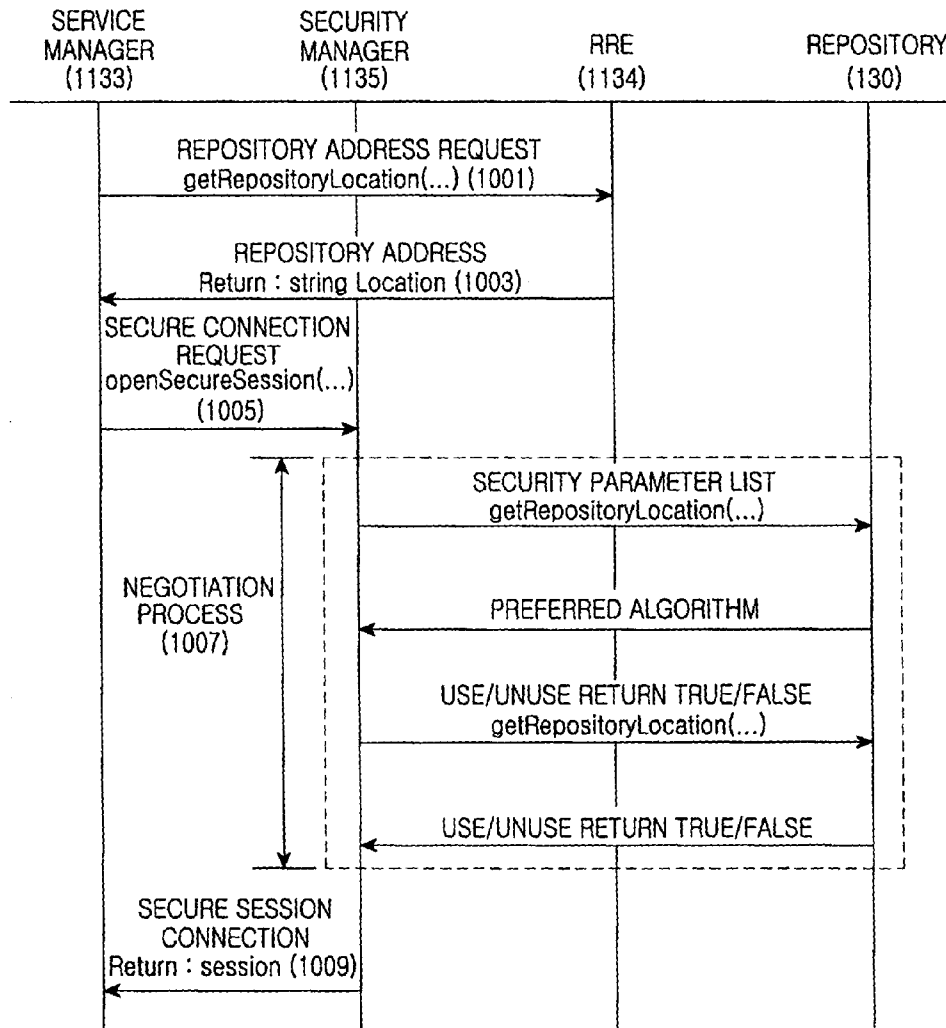 SERVICE
MANAGER
(1133)
SECURITY
MANAGER
(1135)
RRE
(1134)
REPOSITORY
(130)
REPOSITORY ADDRESS REQUEST
getRepositoryLocation(...) (1001)
REPOSITORY ADDRESS
Return : string Location (1003)
SECURE CONNECTION
REQUEST
openSecureSession(...)
(1005)
SECURITY PARAMETER LIST
getRepositoryLocation(...)
NEGOTIATION
PROCESS
(1007)
PREFERRED ALGORITHM
USE/UNUSE RETURN TRUE/FALSE
getRepositoryLocation(...)
USE/UNUSE RETURN TRUE/FALSE
SECURE SESSION
CONNECTION
Return : session (1009)